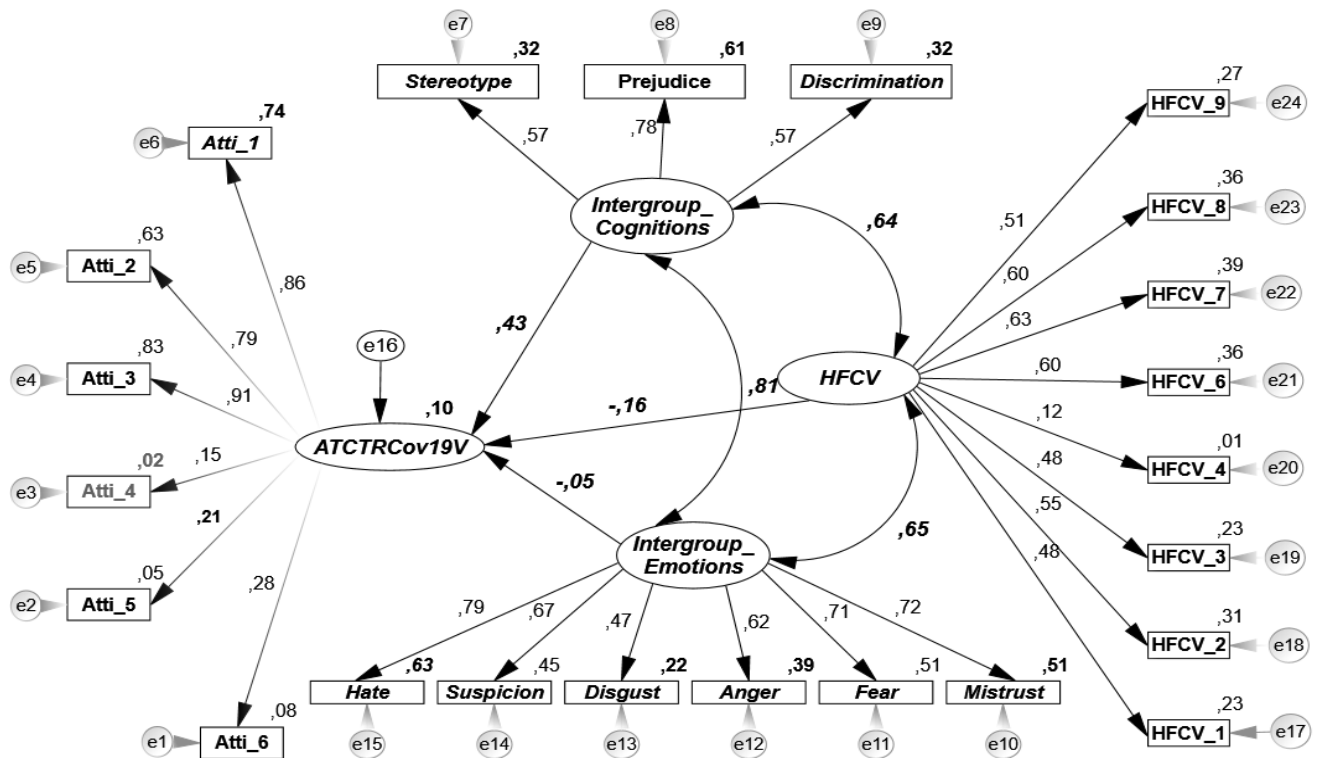 e7
e8
e9
,32
,61
,32
Stereotype
Prejudice
Discrimination
,27
HFCV_9
e24
,74
e6
Atti_1
,57
,78
,57
,36
HFCV_8
e23
Intergroup_
Cognitions
,64
,51
,63
e5
Atti_2
,86
,60
,39
HFCV_7
e22
,43
,79
e16
,63
,83
e4
Atti_3
,91
,81
HFCV
,60
,36
HFCV_6
e21
,10
-,16
,12
ATCTRCov19V
,02
,15
e3
Atti_4
,48
,01
HFCV_4
e20
-,05
,55
,21
,65
,48
,23
HFCV_3
e19
Intergroup_
Emotions
,05
e2
Atti_5
,28
,79
,67
,47
,62
,71
,72
,31
HFCV_2
e18
,63
,45
,22
,39
,51
,51
Hate
Suspicion
Disgust
Anger
Fear
Mistrust
,08
e1
Atti_6
e15
e14
e13
e12
e11
e10
,23
HFCV_1
e17